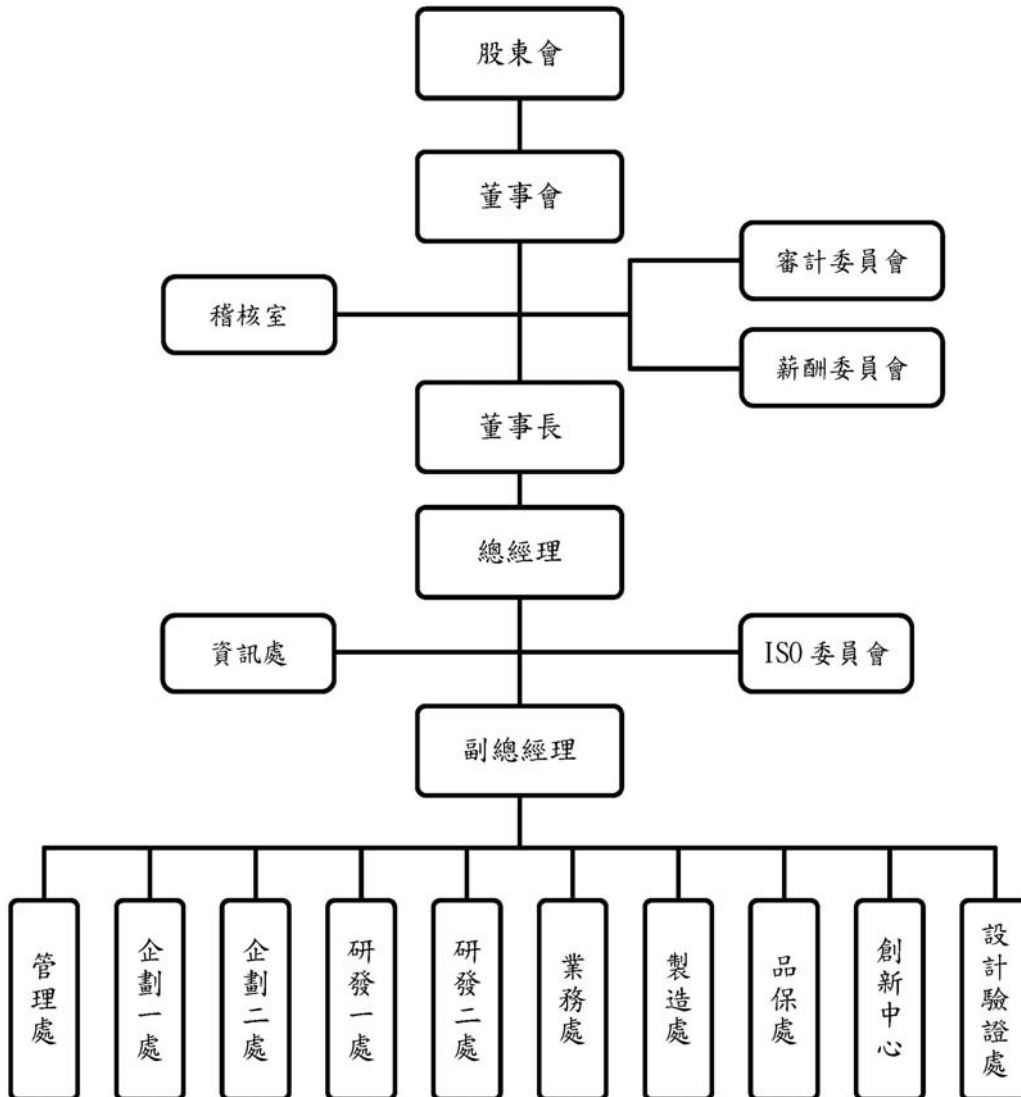 股東會
董事會
審計委員會
稽核室
薪酬委員會
董事長
總經理
資訊處
ISO 委員會
副總經理
管理處
企劃一處
企劃二處
研發一處
研發二處
業務處
製造處
品保處
創新中心
設計驗證處